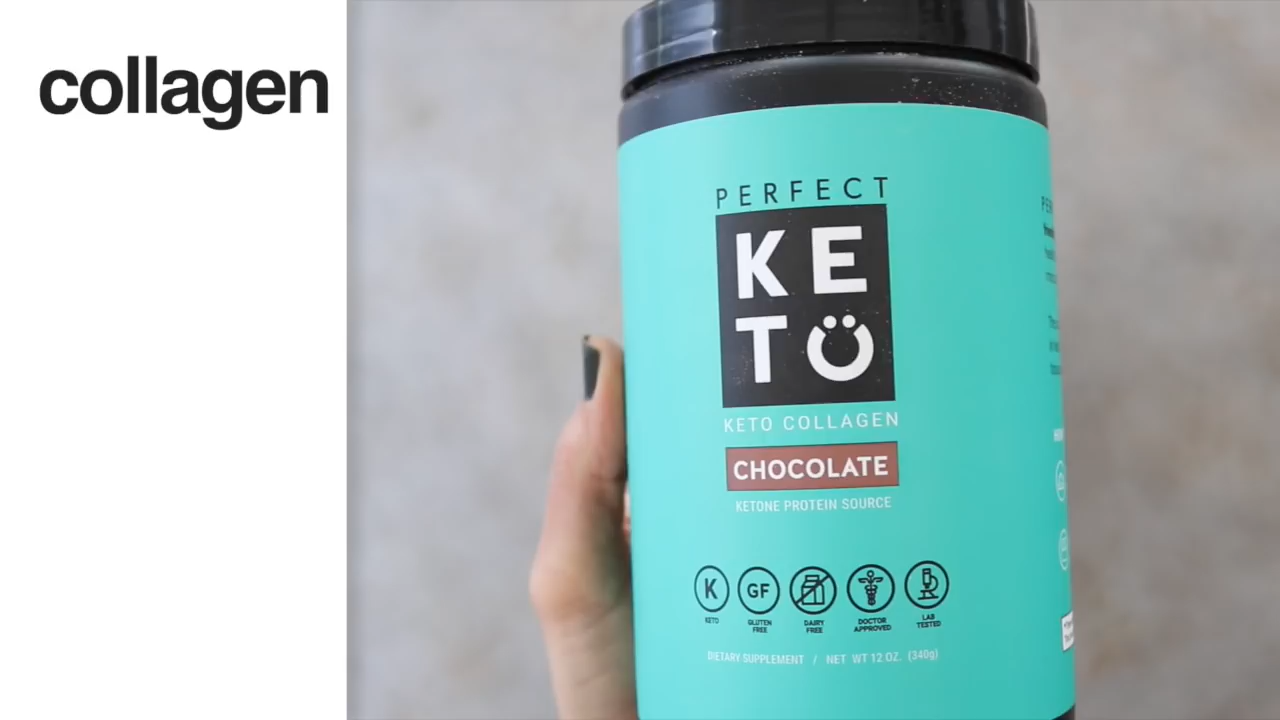 collagen
PERFECT
KE
TO
KETO COLLAGEN
CHOCOLATE
KETONE PROTEIN SOURCE
K GF
KETO GLUTEN FREE DAIRY FREE DOCTOR APPROVED LAB TESTED
DIETARY SUPPLEMENT / NET WT 12 OZ. (340g)